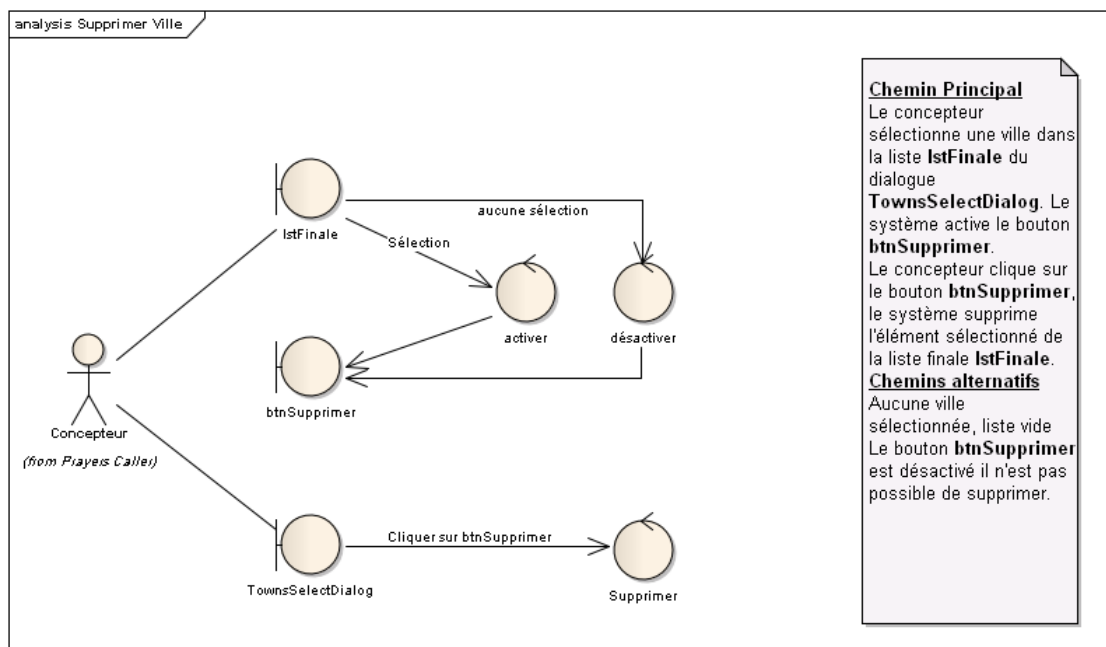 analysis Supprimer Ville
lstFinale
aucune sélection
Sélection
activer
désactiver
btnSupprimer
Concepteur
(from Prayers Caller)
TownsSelectDialog
Cliquer sur btnSupprimer
Supprimer
Chemin Principal
Le concepteur
sélectionne une ville dans
la liste lstFinale du
dialogue
TownsSelectDialog. Le
système active le bouton
btnSupprimer.
Le concepteur clique sur
le bouton btnSupprimer,
le système supprime
l'élément sélectionné de
la liste finale lstFinale.
Chemins alternatifs
Aucune ville
sélectionnée, liste vide
Le bouton btnSupprimer
est désactivé il n'est pas
possible de supprimer.